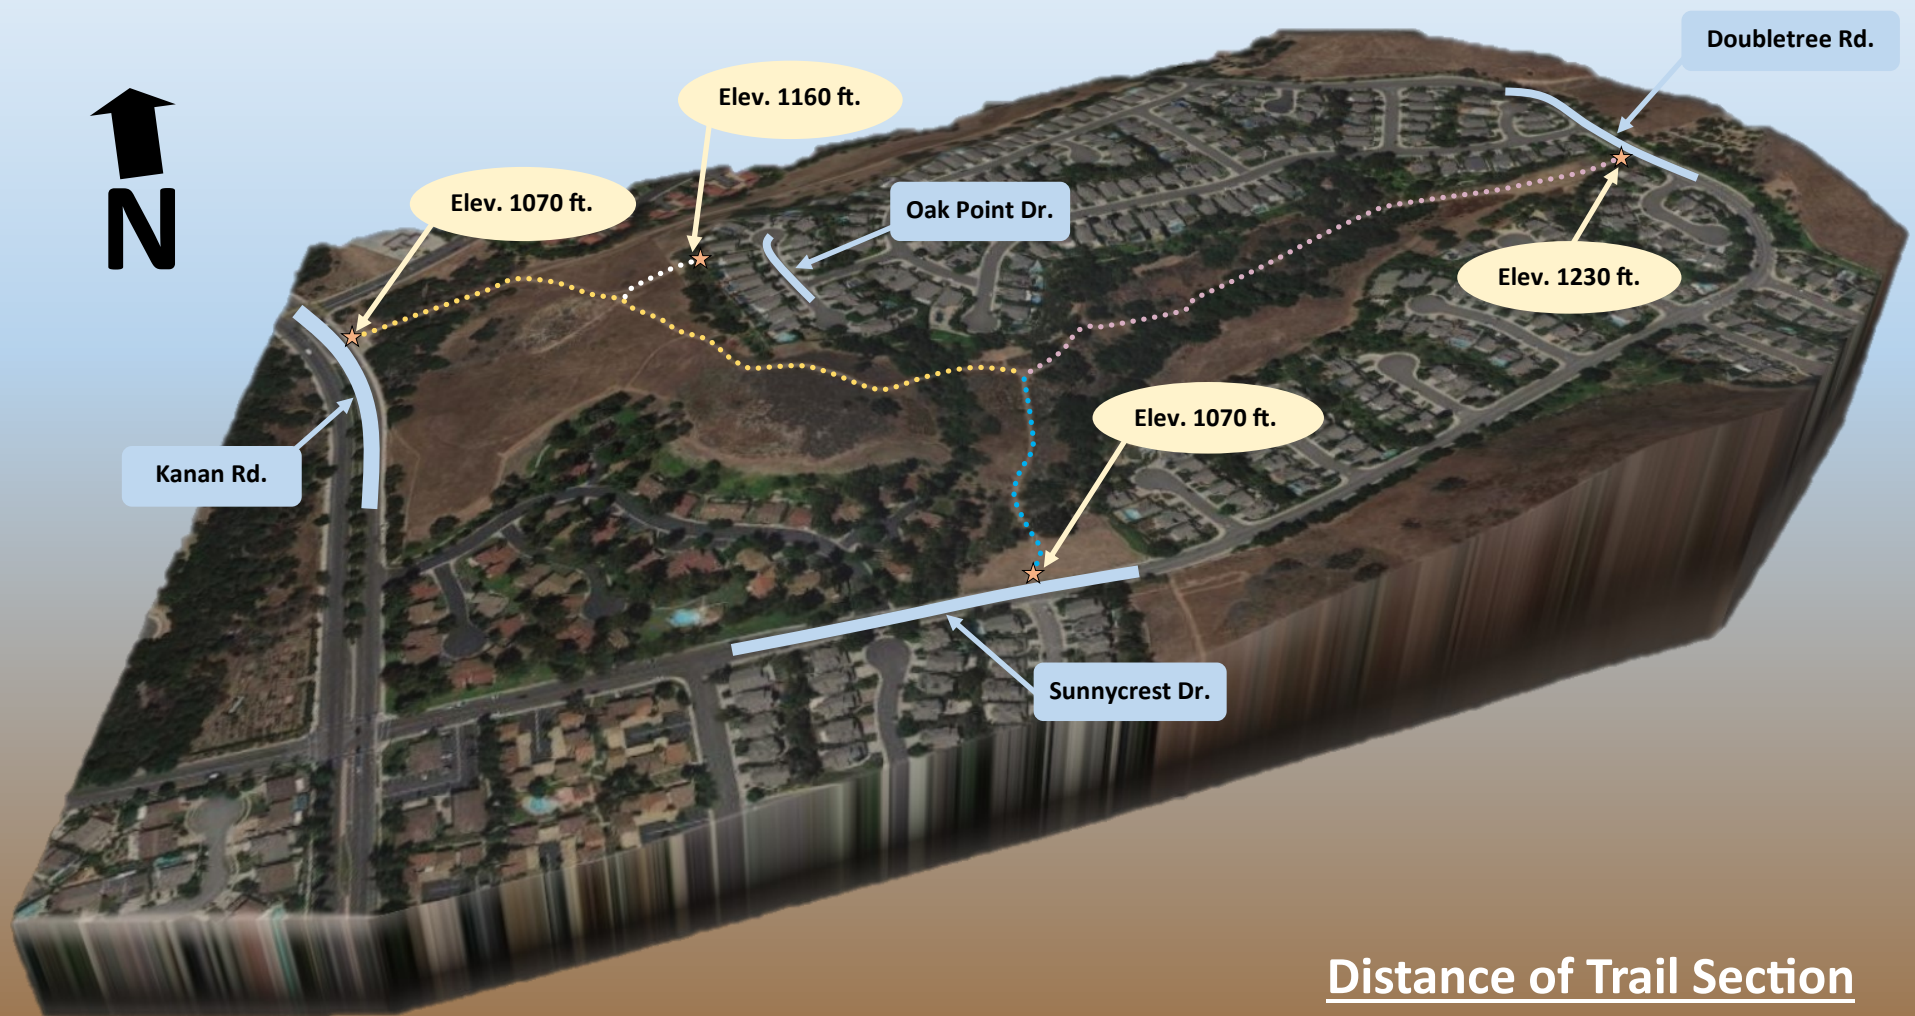 Doubletree Rd.
Elev. 1160 ft.
Elev. 1070 ft.
Oak Point Dr.
N
Elev. 1230 ft.
Elev. 1070 ft.
Kanan Rd.
Sunnycrest Dr.
Distance of Trail Section